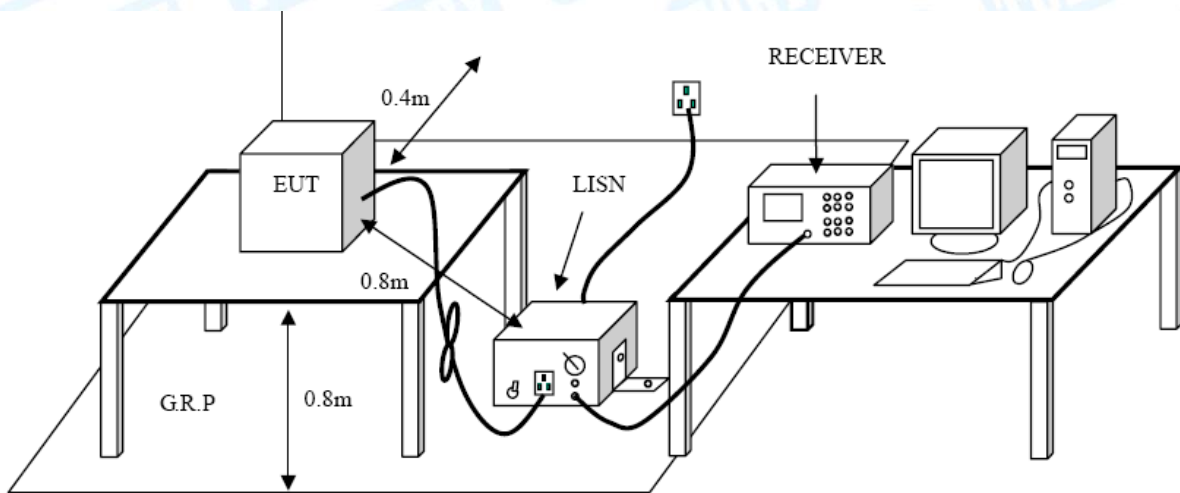 RECEIVER
0.4m
EUT
LISN
0.8m
G.R.P
0.8m